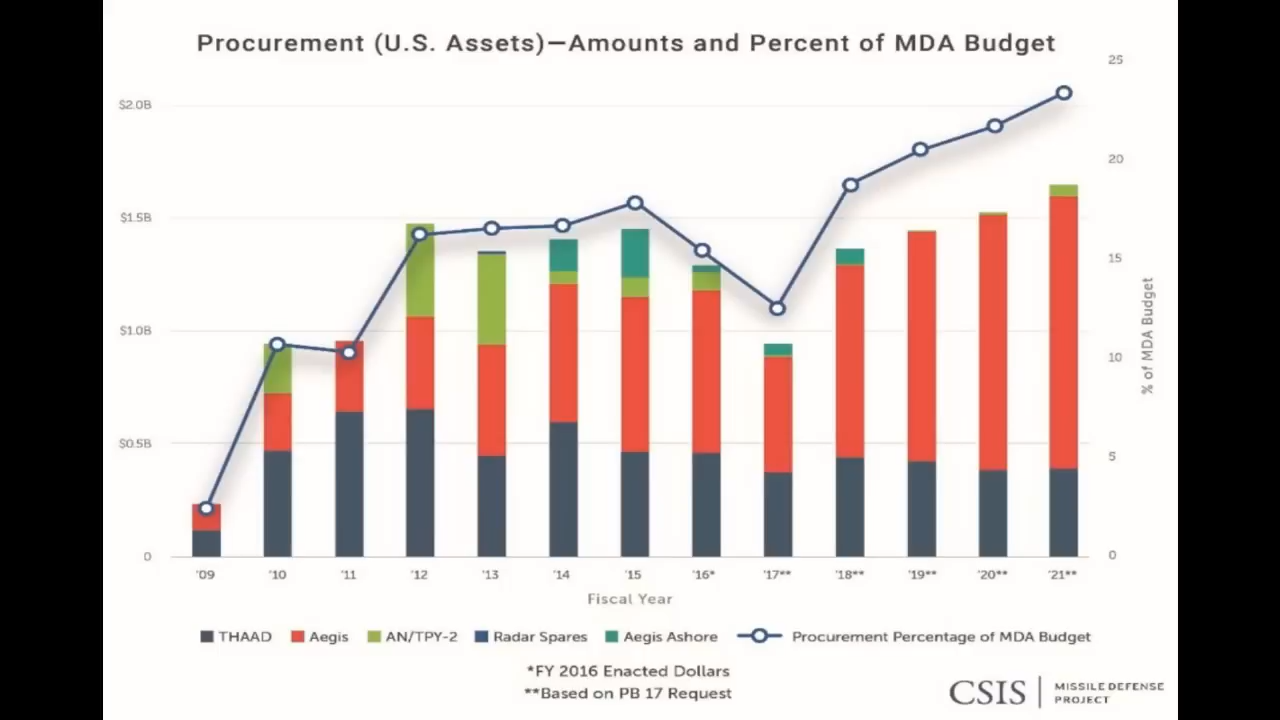 Procurement (U.S. Assets)—Amounts and Percent of MDA Budget
25
$2.0B
20
$1.5B
15
$1.0B
10
$0.5B
5
0
0
% of MDA Budget
'09 '10 '11 '12 '13 '14 '15 '16* '17** '18** '19** '20** '21**
Fiscal Year
THAAD Aegis AN/TPY-2 Radar Spares Aegis Ashore Procurement Percentage of MDA Budget
*FY 2016 Enacted Dollars
**Based on PB 17 Request
CSIS
MISSILE DEFENSE
PROJECT